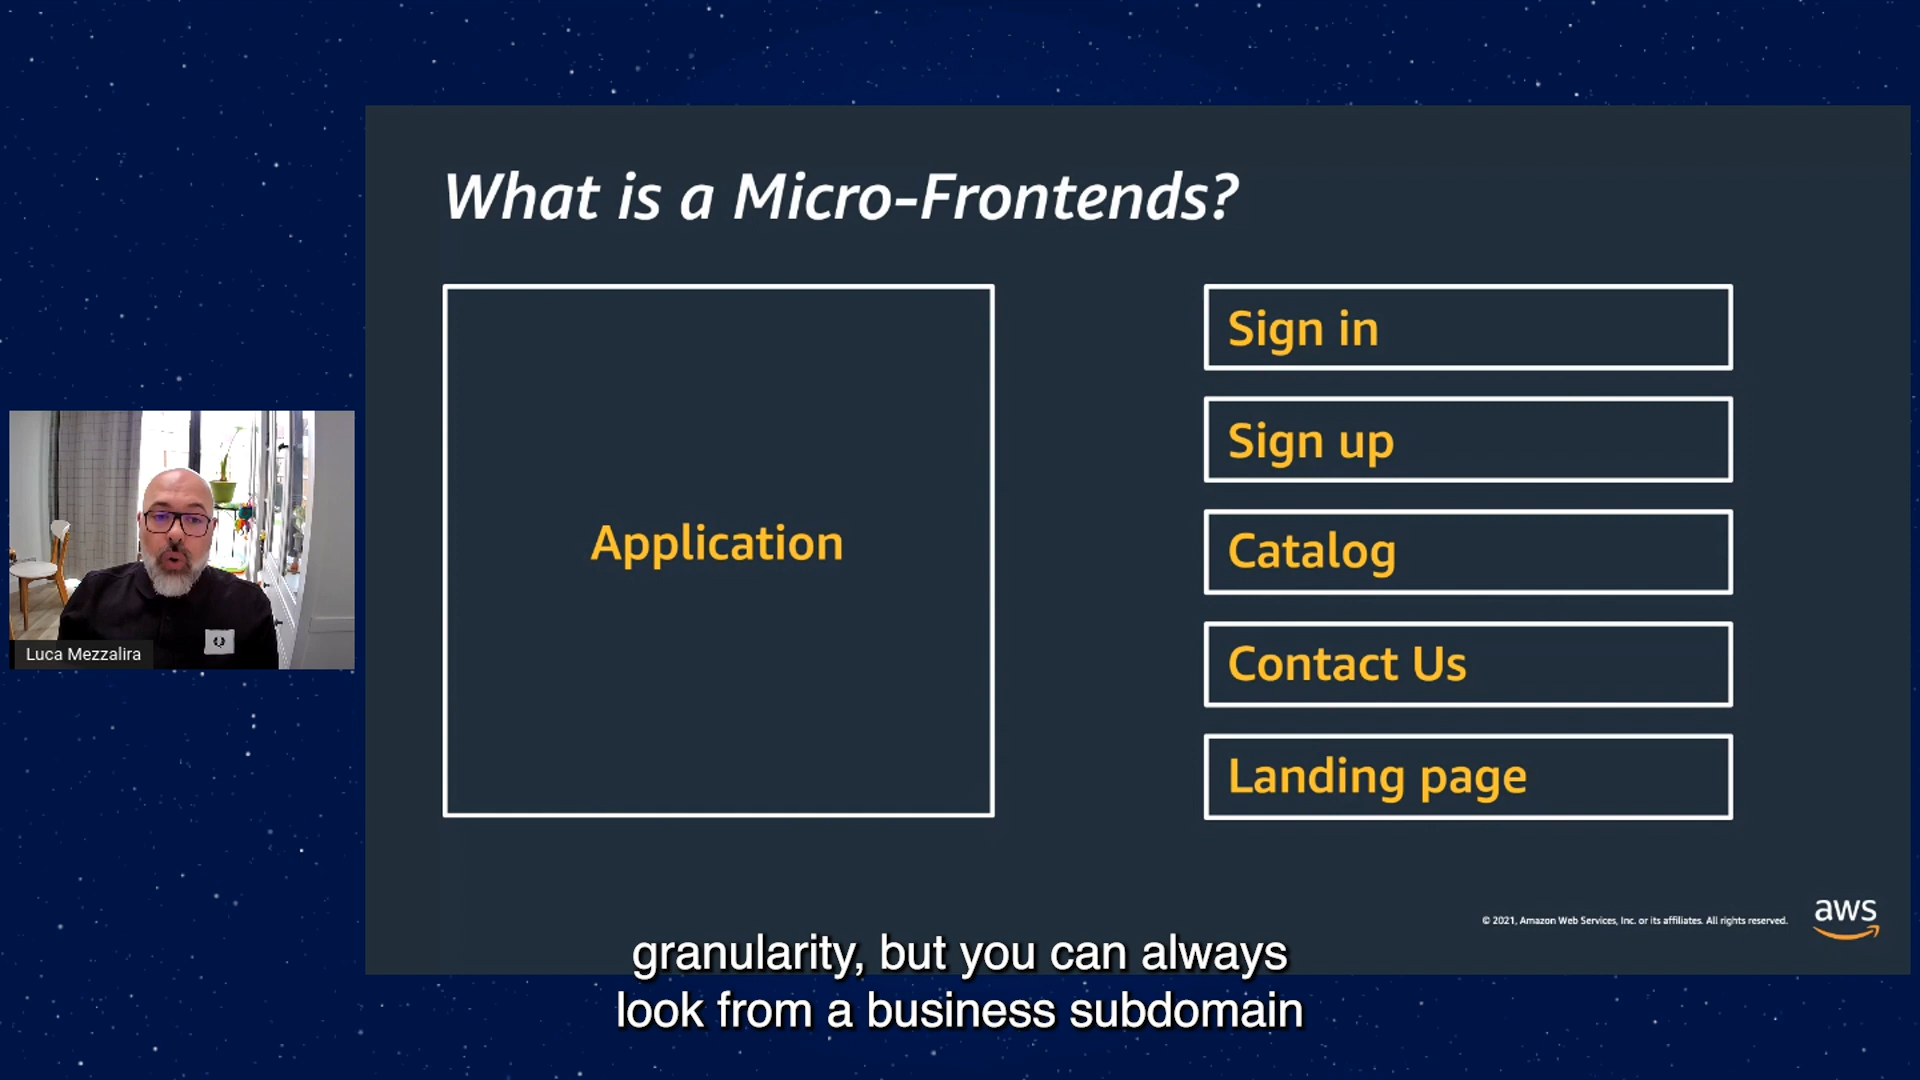 What is a Micro-Frontends?
Application
Sign in
Sign up
Catalog
Contact Us
Landing page
Luca Mezzalira
© 2021, Amazon Web Services, Inc. or its affiliates. All rights reserved.
aws
granularity, but you can always
look from a business subdomain